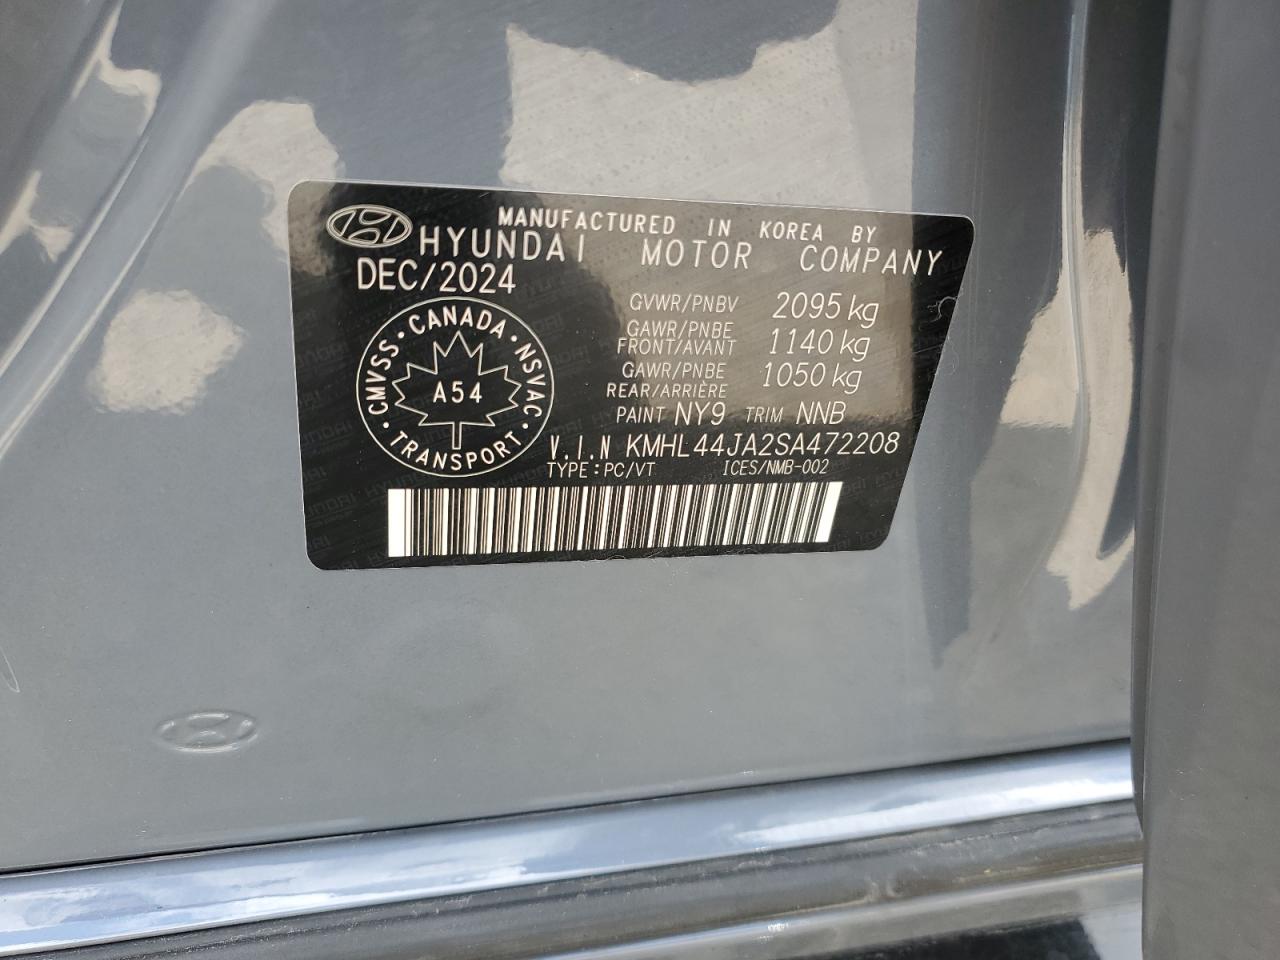 MANUFACTURED IN KOREA BY
HYUNDAI MOTOR COMPANY
DEC/2024
GVWR/PNBV 2095 kg
GAWR/PNBE
FRONT/AVANT 1140 kg
GAWR/PNBE
REAR/ARRIÈRE 1050 kg
PAINT NY9 TRIM NNB
V.I.N KMHL44JA2SA472208
TYPE:PC/VT ICES/NMB-002
CMVSS • CANADA • NSVAC • TRANSPORT •
A54